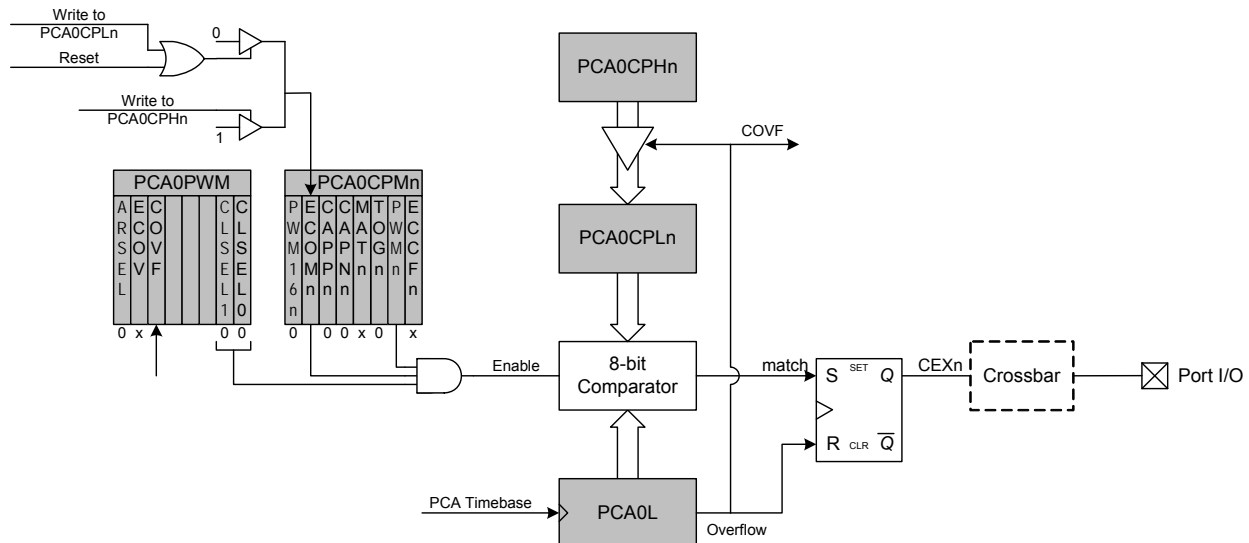 Write to
PCA0CPLn
Reset
0
Write to
PCA0CPHn
1
PCA0CPHn
COVF
PCA0PWM
ARSEL
ECOV
COVF
CLSEL1
CLSEL0
0 x 0 0
PCA0CPMn
PWM16n
ECOMn
CAPPn
CAPNn
MATn
TOGn
PWMn
ECCFn
0 0 0 x 0 x
PCA0CPLn
Enable
8-bit
Comparator
match
S SET Q
R CLR Q
CEXn
Crossbar
Port I/O
PCA Timebase
PCA0L
Overflow